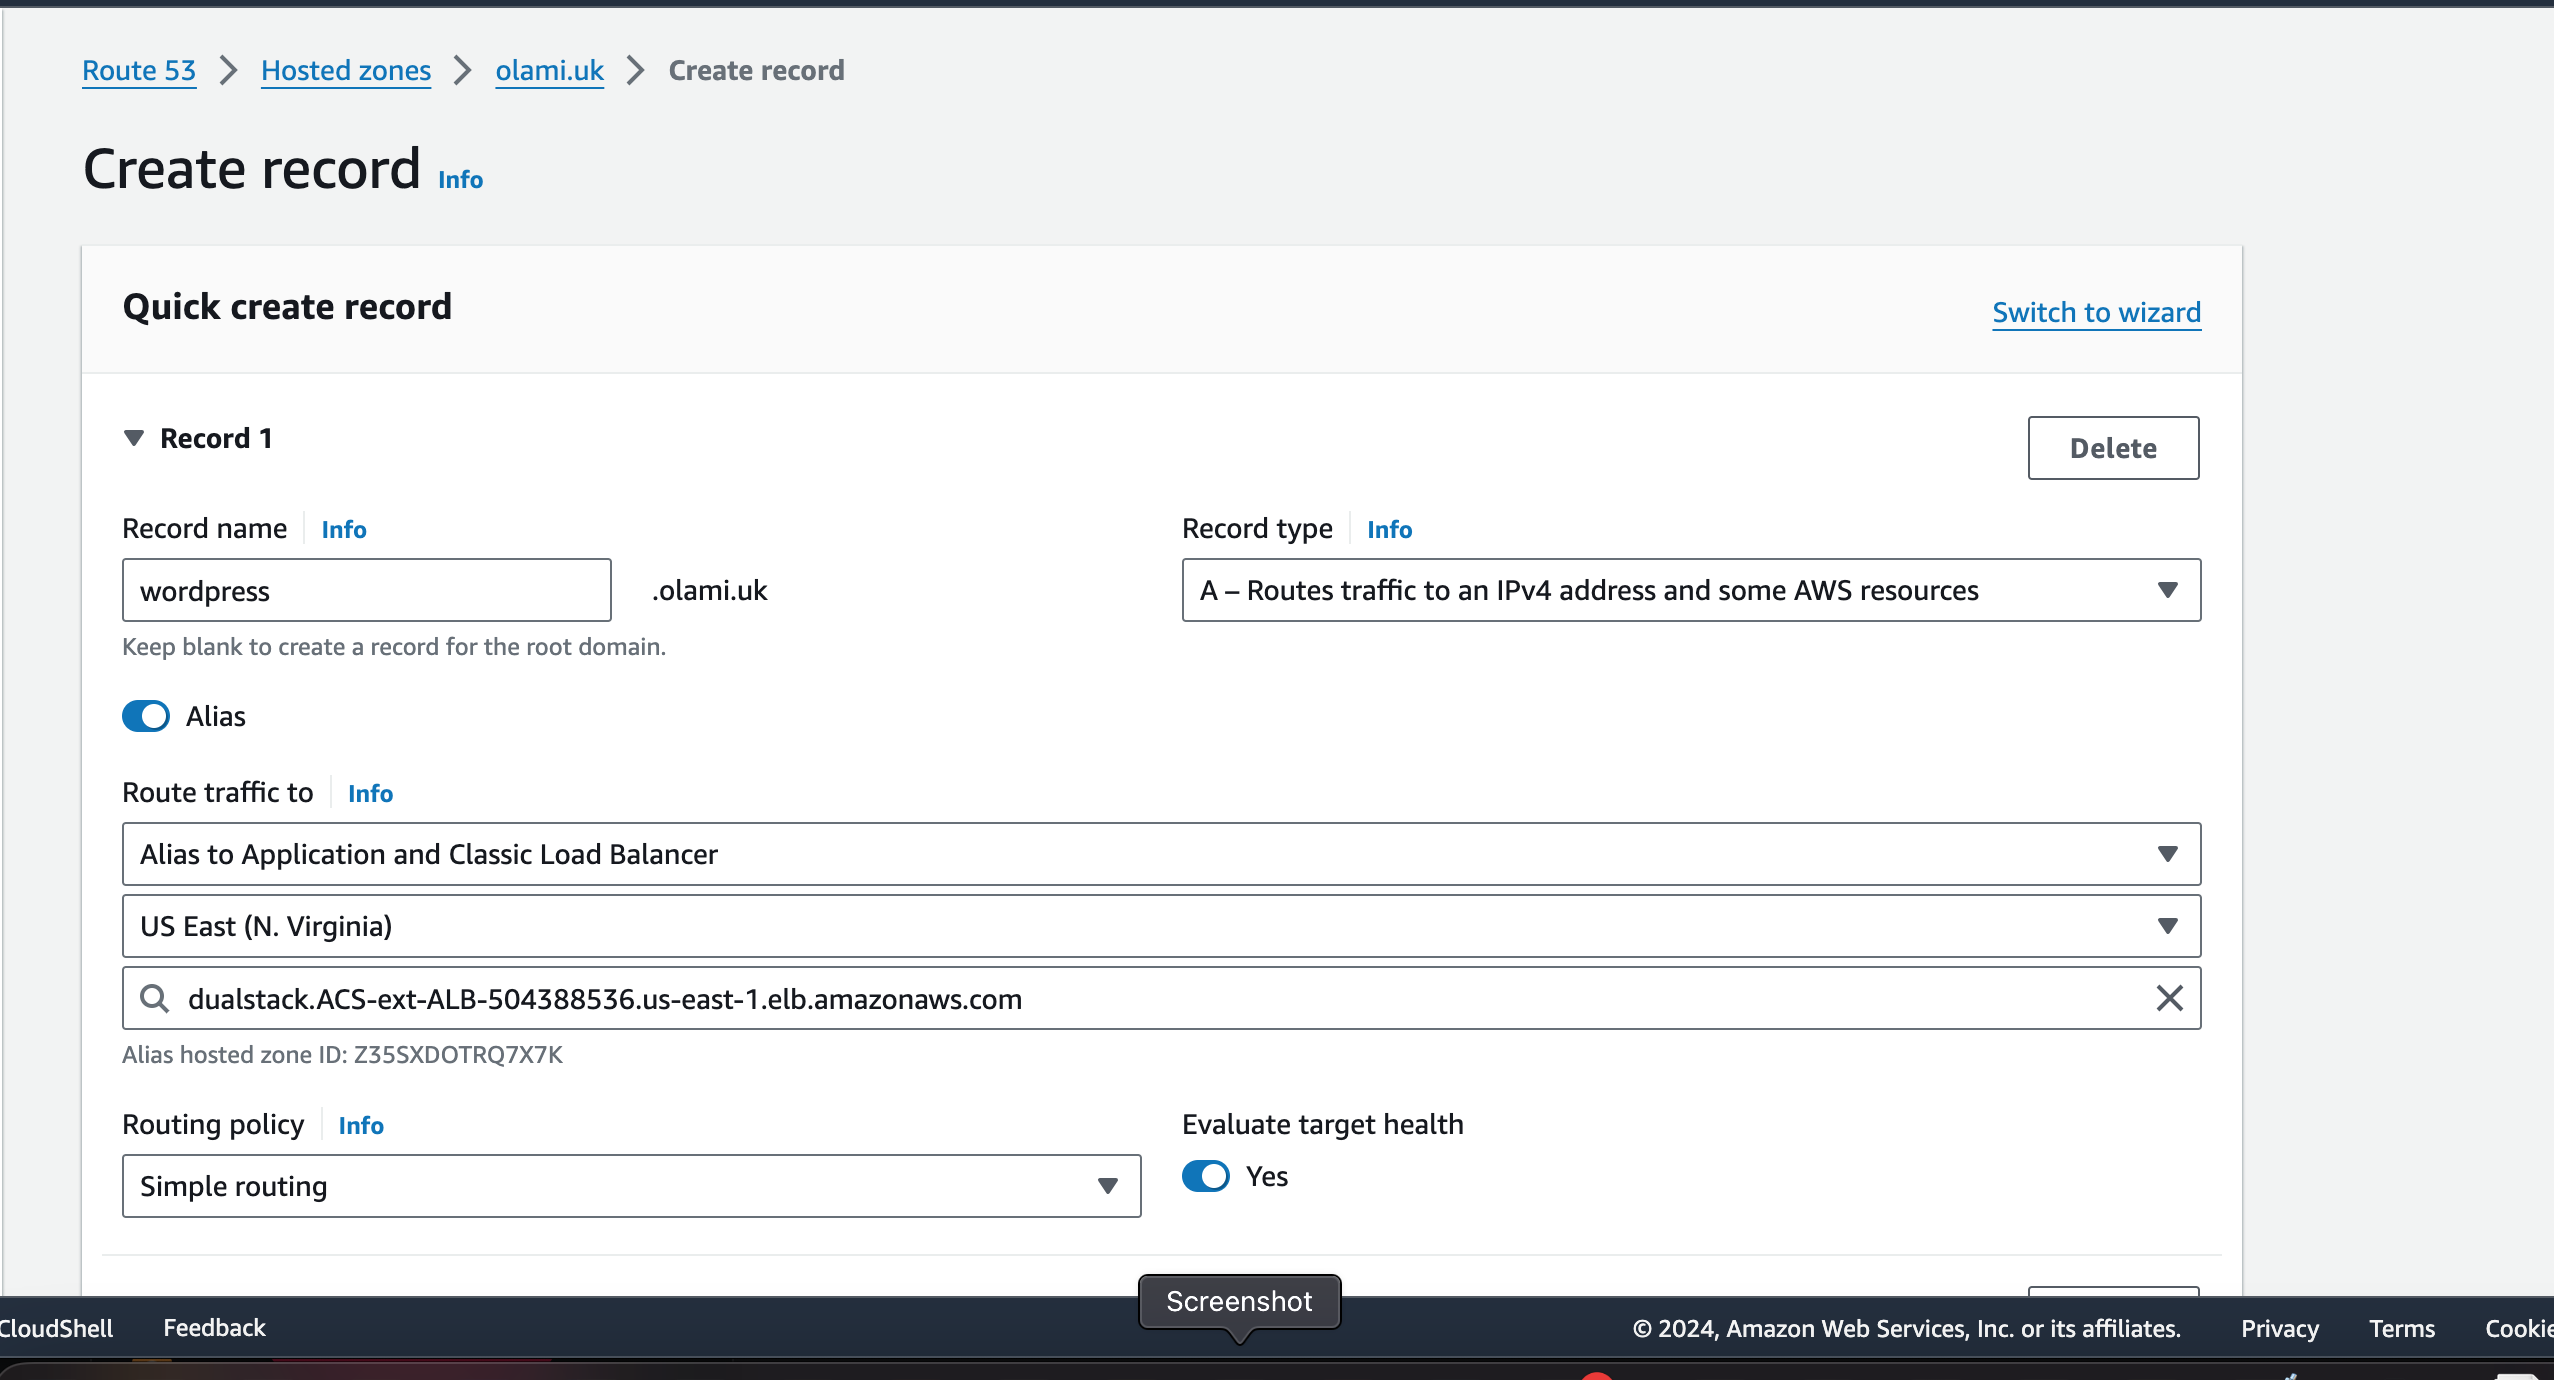 Route 53 > Hosted zones > olami.uk > Create record
Create record Info
Quick create record
Switch to wizard
Record 1
Delete
Record name Info
Record type Info
wordpress .olami.uk
A – Routes traffic to an IPv4 address and some AWS resources
Keep blank to create a record for the root domain.
Alias
Route traffic to Info
Alias to Application and Classic Load Balancer
US East (N. Virginia)
dualstack.ACS-ext-ALB-504388536.us-east-1.elb.amazonaws.com
Alias hosted zone ID: Z35SXDOTRQ7X7K
Routing policy Info
Evaluate target health
Simple routing
Yes
Screenshot
CloudShell Feedback © 2024, Amazon Web Services, Inc. or its affiliates. Privacy Terms Cookie